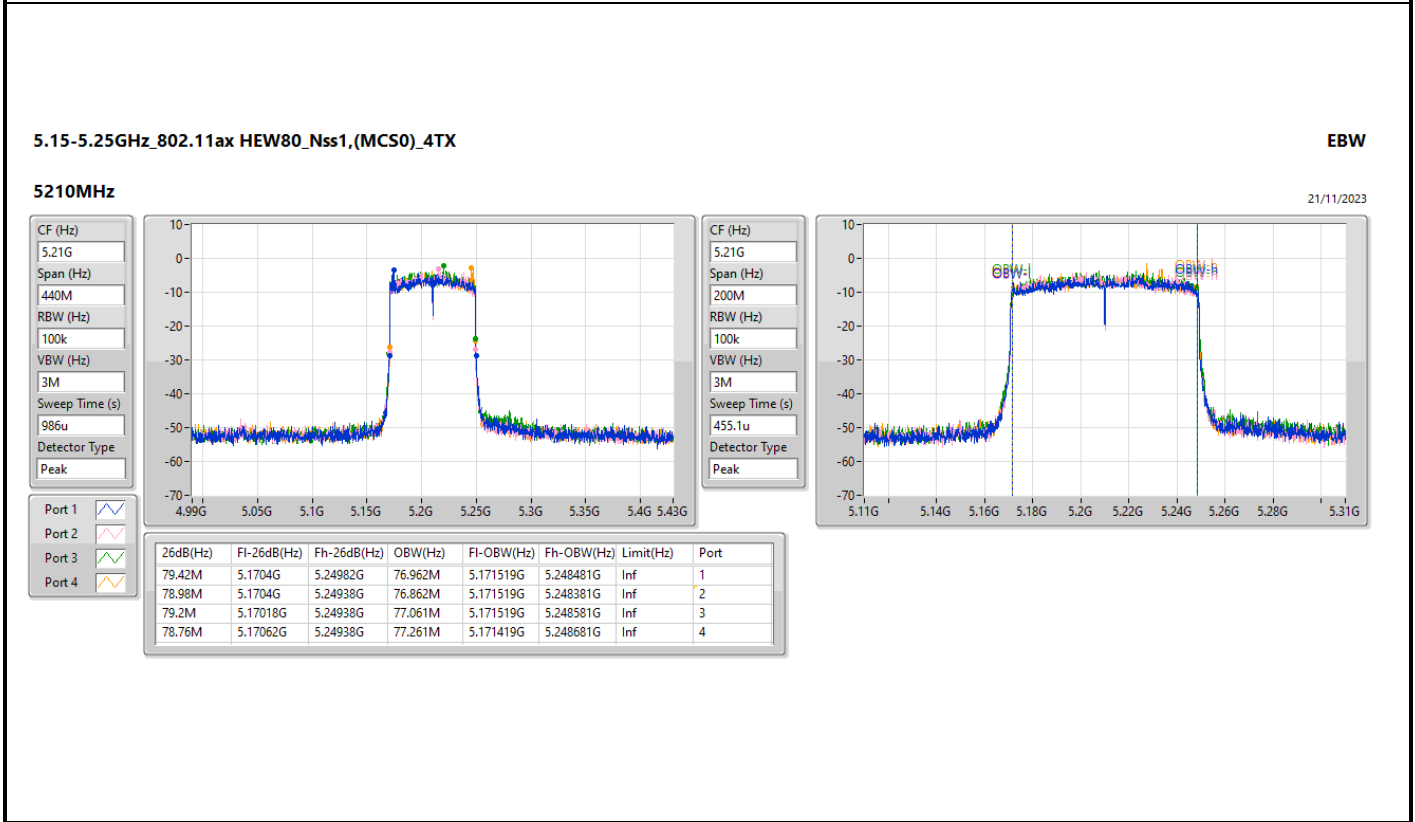 5.15-5.25GHz_802.11ax HEW80_Nss1,(MCS0)_4TX EBW
5210MHz
21/11/2023
CF (Hz)
5.21G
Span (Hz)
440M
RBW (Hz)
100k
VBW (Hz)
3M
Sweep Time (s)
986u
Detector Type
Peak
Port 1
Port 2
Port 3
Port 4
10
0
-10
-20
-30
-40
-50
-60
-70
4.99G 5.05G 5.1G 5.15G 5.2G 5.25G 5.3G 5.35G 5.4G 5.43G
CF (Hz)
5.21G
Span (Hz)
200M
RBW (Hz)
100k
VBW (Hz)
3M
Sweep Time (s)
455.1u
Detector Type
Peak
10
0
-10
-20
-30
-40
-50
-60
-70
OBW-l OBW-h
5.11G 5.14G 5.16G 5.18G 5.2G 5.22G 5.24G 5.26G 5.28G 5.31G
26dB(Hz) Fl-26dB(Hz) Fh-26dB(Hz) OBW(Hz) Fl-OBW(Hz) Fh-OBW(Hz) Limit(Hz) Port
79.42M 5.1704G 5.24982G 76.962M 5.171519G 5.248481G Inf 1
78.98M 5.1704G 5.24938G 76.862M 5.171519G 5.248381G Inf 2
79.2M 5.17018G 5.24938G 77.061M 5.171519G 5.248581G Inf 3
78.76M 5.17062G 5.24938G 77.261M 5.171419G 5.248681G Inf 4